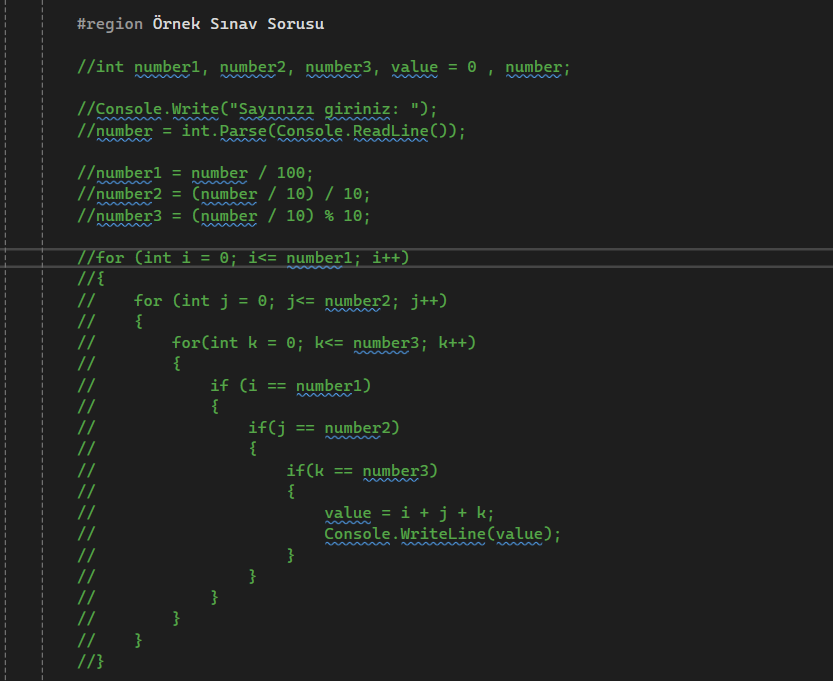 #region Örnek Sınav Sorusu
//int number1, number2, number3, value = 0 , number;
//Console.Write("Sayınızı giriniz: ");
//number = int.Parse(Console.ReadLine());
//number1 = number / 100;
//number2 = (number / 10) / 10;
//number3 = (number / 10) % 10;
//for (int i = 0; i<= number1; i++)
//{
//    for (int j = 0; j<= number2; j++)
//    {
//        for(int k = 0; k<= number3; k++)
//        {
//            if (i == number1)
//            {
//                if(j == number2)
//                {
//                    if(k == number3)
//                    {
//                        value = i + j + k;
//                        Console.WriteLine(value);
//                    }
//                }
//            }
//        }
//    }
//}